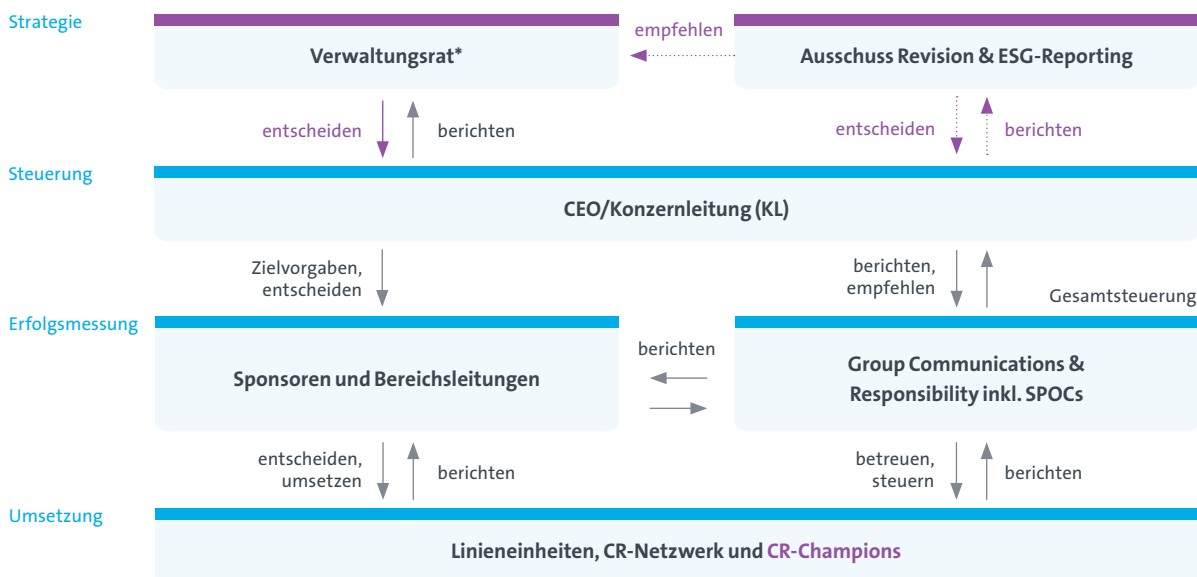 Strategie
Verwaltungsrat*
empfehlen
Ausschuss Revision & ESG-Reporting
entscheiden
berichten
entscheiden
berichten
Steuerung
CEO/Konzernleitung (KL)
Zielvorgaben,
entscheiden
berichten,
empfehlen
Gesamtsteuerung
Erfolgsmessung
Sponsoren und Bereichsleitungen
berichten
Group Communications &
Responsibility inkl. SPOCs
entscheiden,
umsetzen
berichten
betreuen,
steuern
berichten
Umsetzung
Linieneinheiten, CR-Netzwerk und CR-Champions